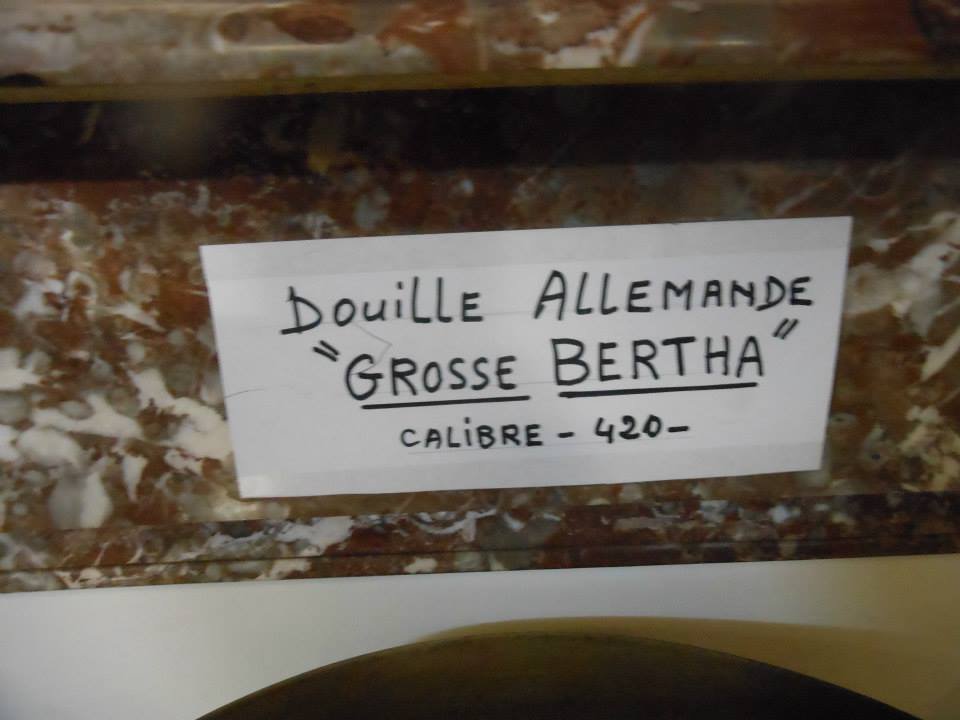 DOUiLLE ALLEMANDE
"GROSSE BERTHA"
CALiBRE - 420-